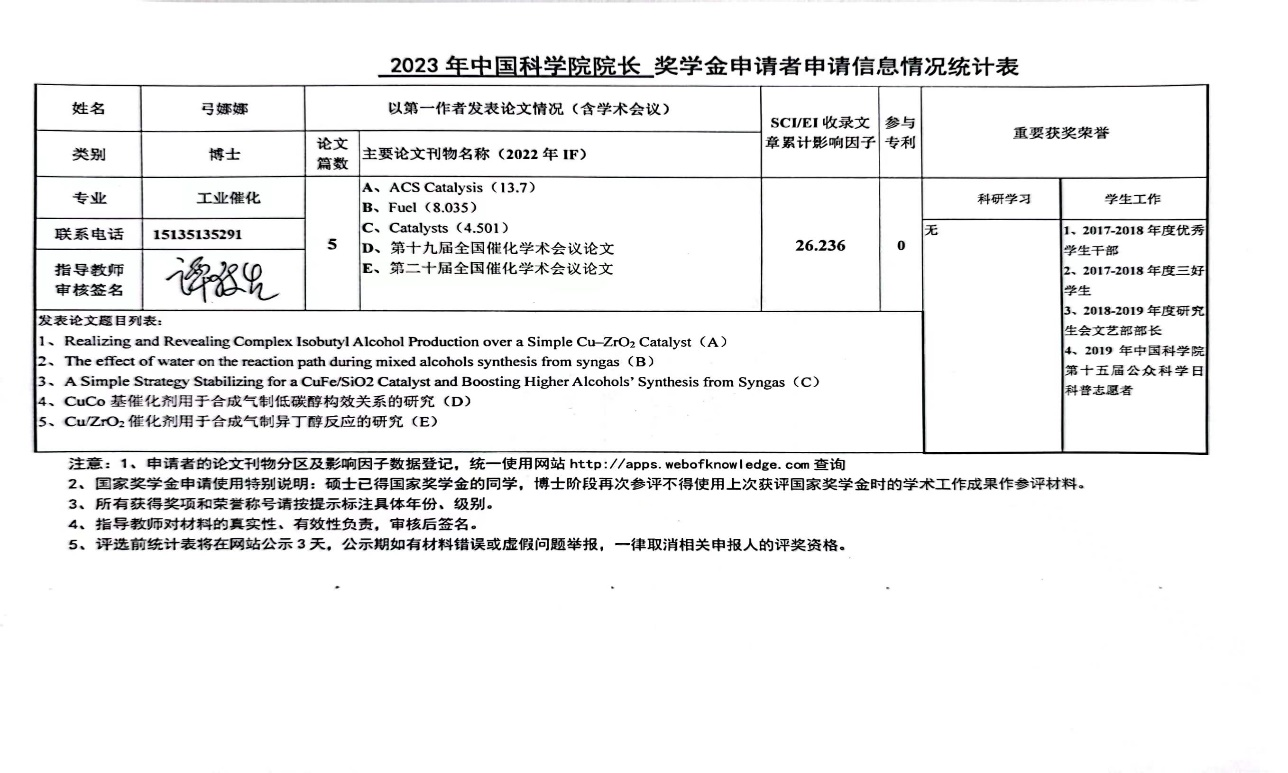 2023 年中国科学院院长 奖学金申请者申请信息情况统计表
姓名
弓娜娜
以第一作者发表论文情况（含学术会议）
SCI/EI 收录文
章累计影响因子
参与
专利
重要获奖荣誉
类别
博士
论文
篇数
主要论文刊物名称（2022 年 IF）
专业
工业催化
5
A、ACS Catalysis（13.7）
B、Fuel（8.035）
C、Catalysts（4.501）
D、第十九届全国催化学术会议论文
E、第二十届全国催化学术会议论文
26.236
0
科研学习
学生工作
联系电话
15135135291
指导教师
审核签名
无
1、2017-2018 年度优秀
学生干部
2、2017-2018 年度三好
学生
3、2018-2019 年度研究
生会文艺部部长
4、2019 年中国科学院
第十五届公众科学日
科普志愿者
发表论文题目列表：
1、Realizing and Revealing Complex Isobutyl Alcohol Production over a Simple Cu–ZrO₂ Catalyst（A）
2、The effect of water on the reaction path during mixed alcohols synthesis from syngas（B）
3、A Simple Strategy Stabilizing for a CuFe/SiO2 Catalyst and Boosting Higher Alcohols' Synthesis from Syngas（C）
4、CuCo 基催化剂用于合成气制低碳醇构效关系的研究（D）
5、Cu/ZrO₂ 催化剂用于合成气制异丁醇反应的研究（E）
注意：1、申请者的论文刊物分区及影响因子数据登记，统一使用网站 http://apps.webofknowledge.com 查询
2、国家奖学金申请使用特别说明：硕士已得国家奖学金的同学，博士阶段再次参评不得使用上次获评国家奖学金时的学术工作成果作参评材料。
3、所有获得奖项和荣誉称号请按提示标注具体年份、级别。
4、指导教师对材料的真实性、有效性负责，审核后签名。
5、评选前统计表将在网站公示 3 天，公示期如有材料错误或虚假问题举报，一律取消相关申报人的评奖资格。